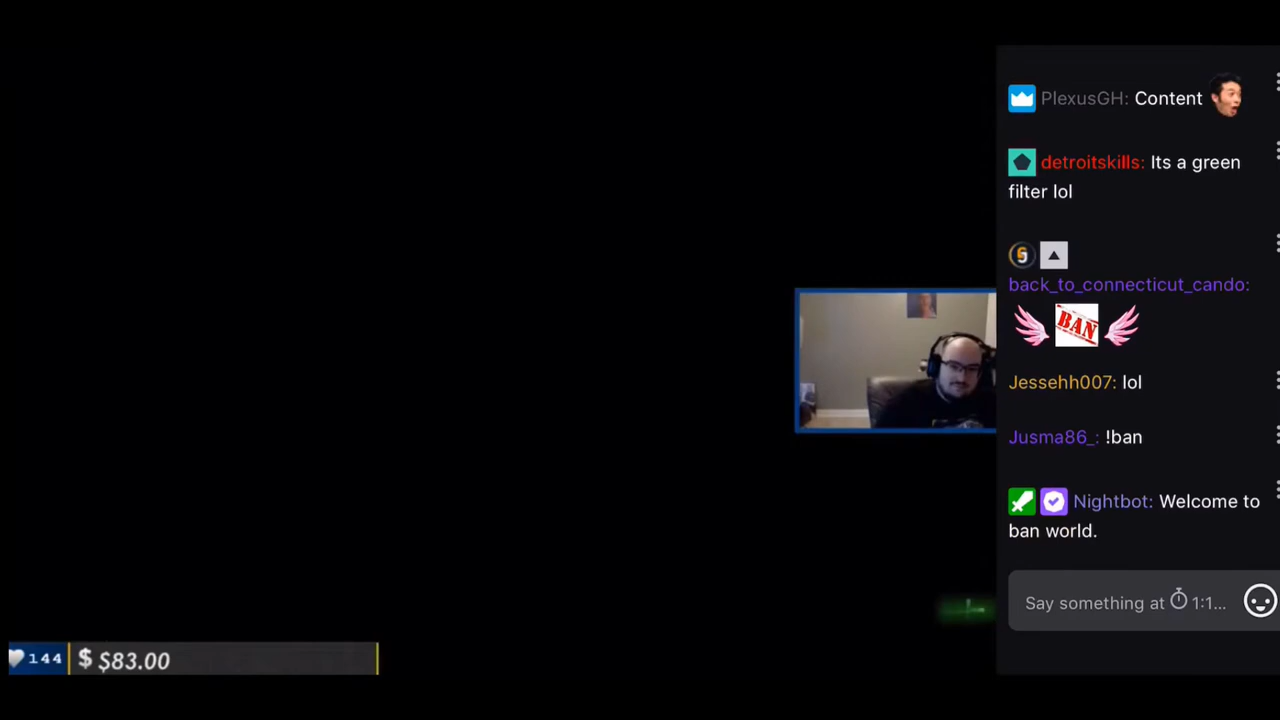 PlexusGH: Content
detroitskills: Its a green
filter lol
back_to_connecticut_cando:
BAN
Jessehh007: lol
Jusma86_: !ban
Nightbot: Welcome to
ban world.
Say something at 1:1...
144 $ $83.00